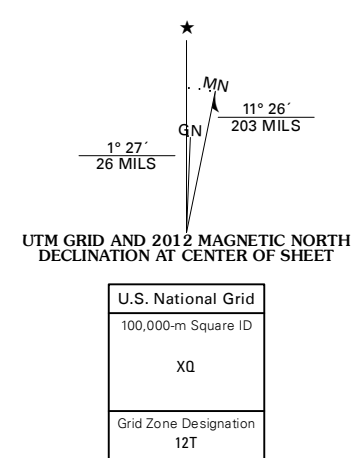 ★
MN
11° 26´
203 MILS
GN
1° 27´
26 MILS
UTM GRID AND 2012 MAGNETIC NORTH
DECLINATION AT CENTER OF SHEET
U.S. National Grid
100,000-m Square ID
XQ
Grid Zone Designation
12T